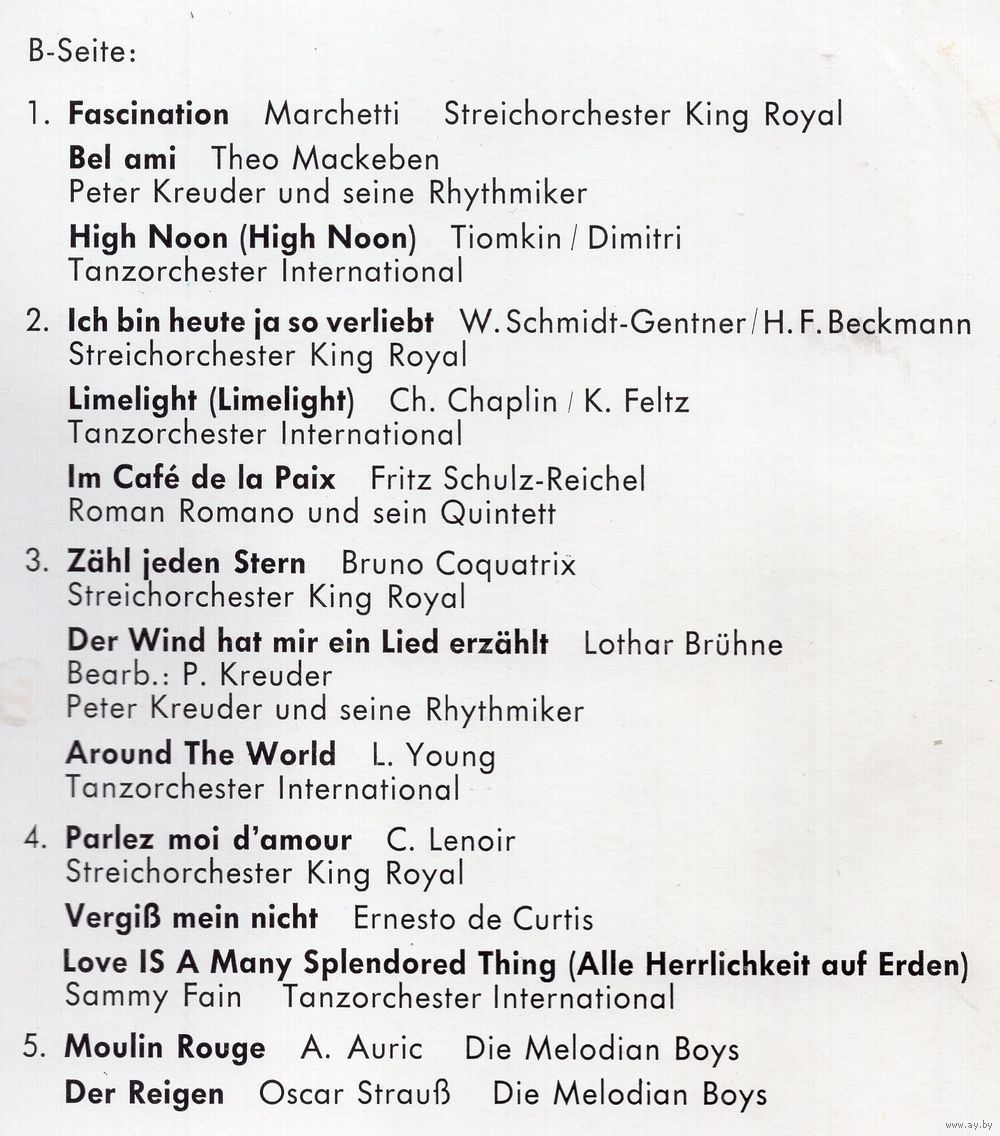 B-Seite:
1. Fascination Marchetti Streichorchester King Royal
Bel ami Theo Mackeben
Peter Kreuder und seine Rhythmiker
High Noon (High Noon) Tiomkin / Dimitri
Tanzorchester International
2. Ich bin heute ja so verliebt W. Schmidt-Gentner/H. F. Beckmann
Streichorchester King Royal
Limelight (Limelight) Ch. Chaplin / K. Feltz
Tanzorchester International
Im Café de la Paix Fritz Schulz-Reichel
Roman Romano und sein Quintett
3. Zähl jeden Stern Bruno Coquatrix
Streichorchester King Royal
Der Wind hat mir ein Lied erzählt Lothar Brühne
Bearb.: P. Kreuder
Peter Kreuder und seine Rhythmiker
Around The World L. Young
Tanzorchester International
4. Parlez moi d'amour C. Lenoir
Streichorchester King Royal
Vergiß mein nicht Ernesto de Curtis
Love IS A Many Splendored Thing (Alle Herrlichkeit auf Erden)
Sammy Fain Tanzorchester International
5. Moulin Rouge A. Auric Die Melodian Boys
Der Reigen Oscar Strauß Die Melodian Boys
www.ay.by